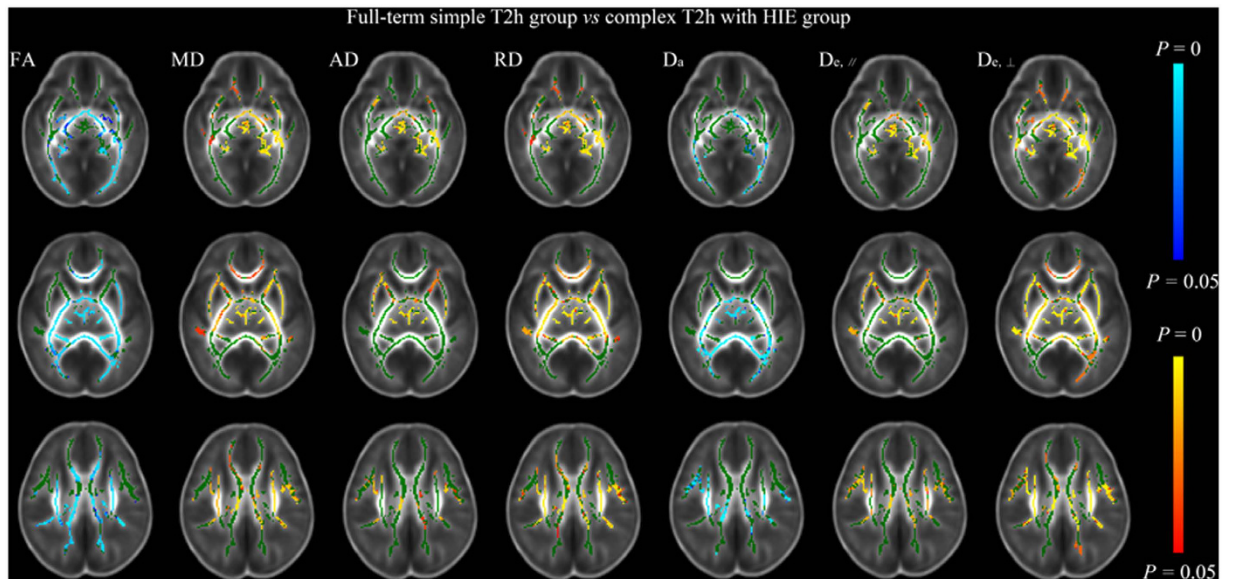 Full-term simple T2h group vs complex T2h with HIE group
FA MD AD RD Da De, // De, ⊥
P = 0
P = 0.05
P = 0
P = 0.05